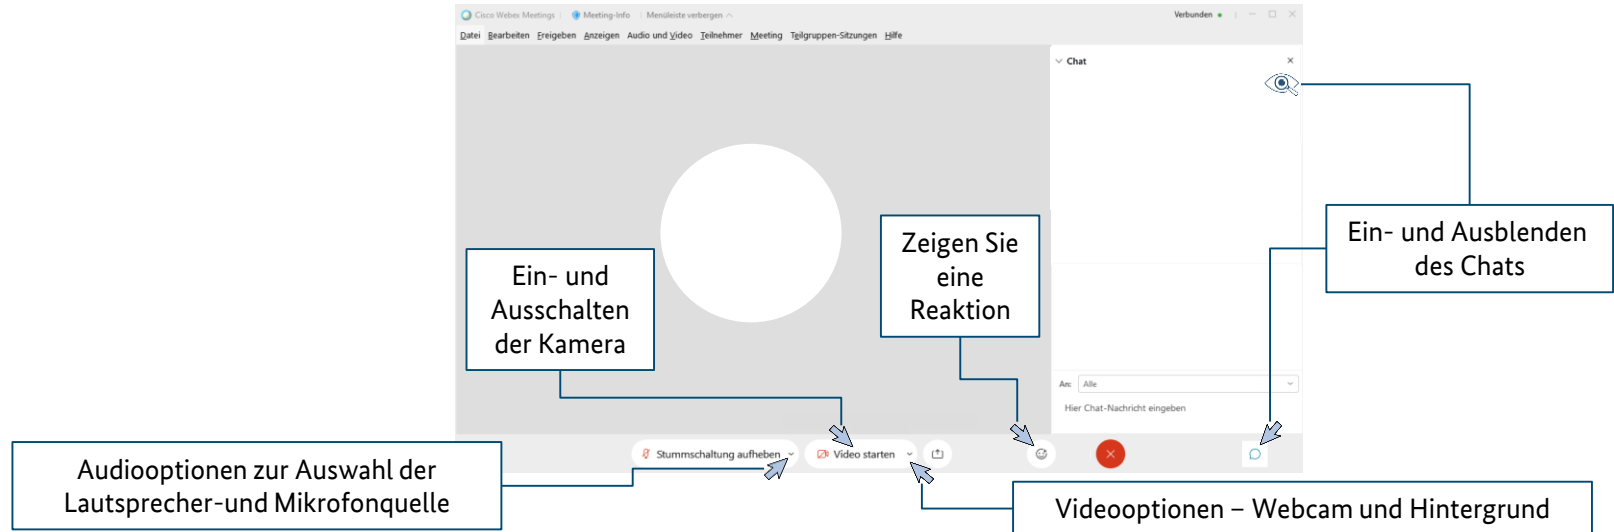 Cisco Webex Meetings | Meeting-Info | Menüleiste verbergen
Verbunden
Datei Bearbeiten Freigeben Anzeigen Audio und Video Teilnehmer Meeting Teilgruppen-Sitzungen Hilfe
Chat
Ein- und Ausblenden
des Chats
Zeigen Sie
eine
Reaktion
Ein- und
Ausschalten
der Kamera
An: Alle
Hier Chat-Nachricht eingeben
Stummschaltung aufheben
Video starten
Audiooptionen zur Auswahl der
Lautsprecher-und Mikrofonquelle
Videooptionen – Webcam und Hintergrund